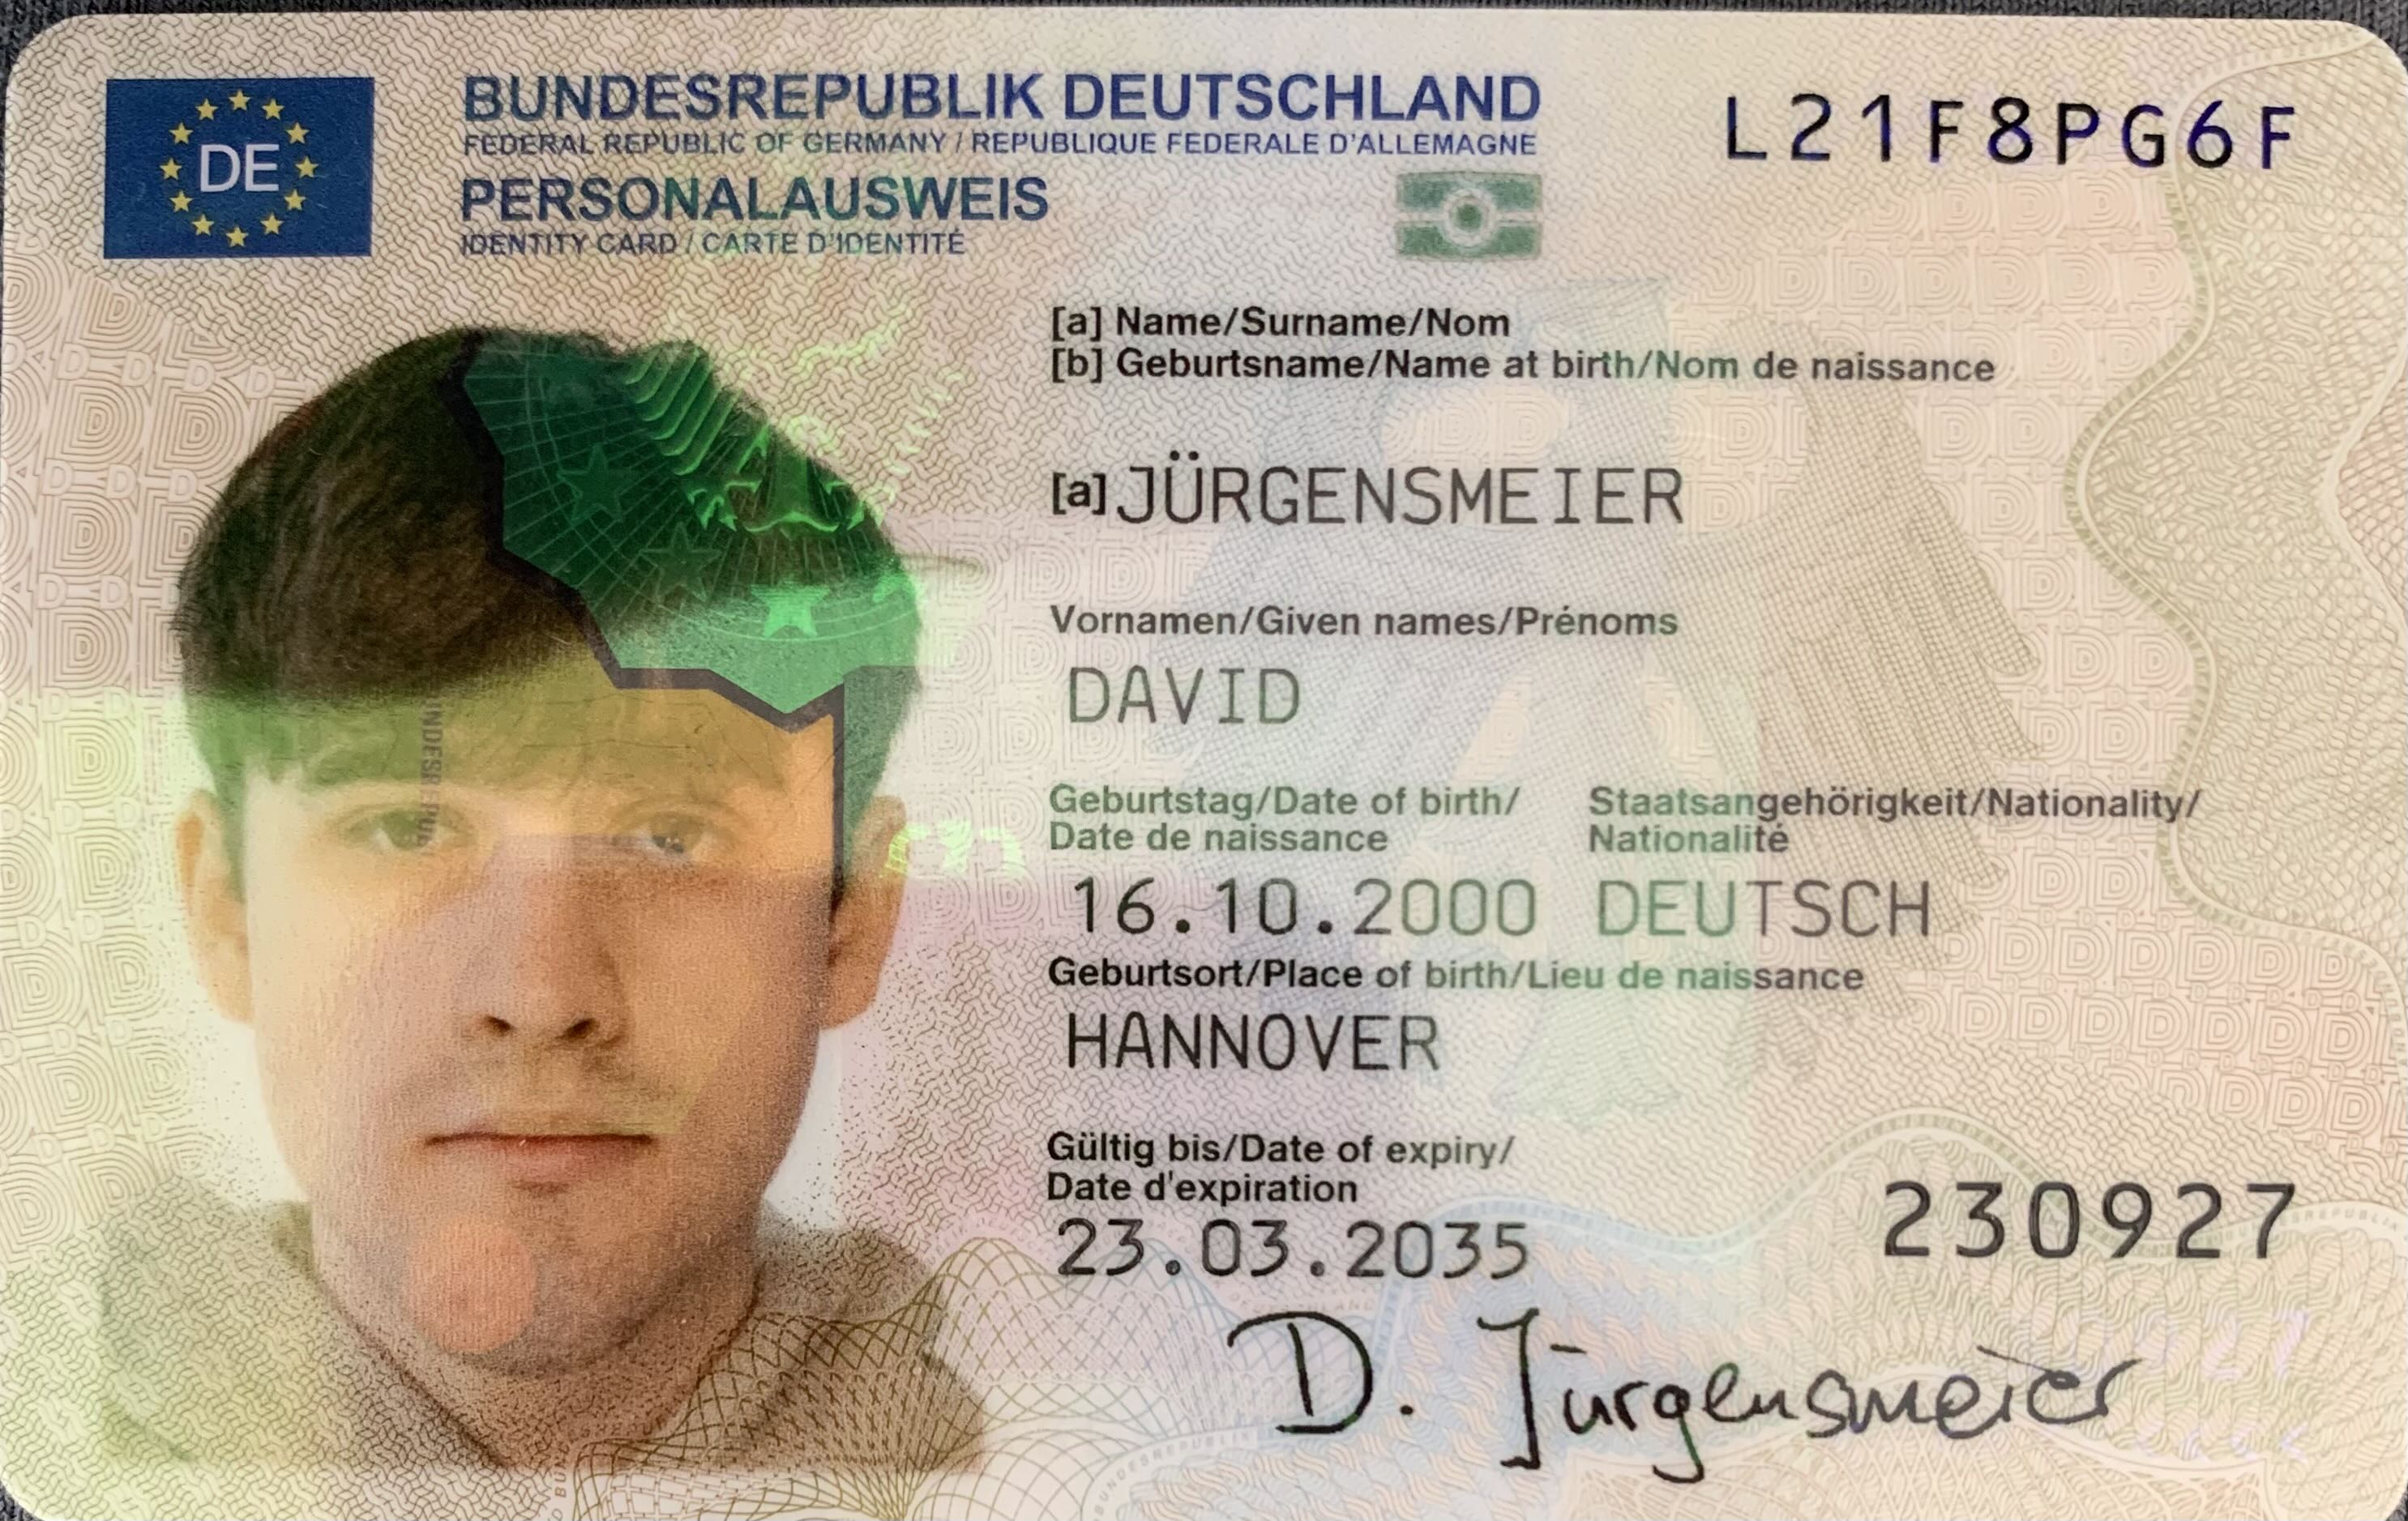 DE
BUNDESREPUBLIK DEUTSCHLAND
FEDERAL REPUBLIC OF GERMANY / REPUBLIQUE FEDERALE D'ALLEMAGNE
PERSONALAUSWEIS
IDENTITY CARD / CARTE D'IDENTITÉ
L21F8PG6F
[a] Name/Surname/Nom
[b] Geburtsname/Name at birth/Nom de naissance
[a] JÜRGENSMEIER
Vornamen/Given names/Prénoms
DAVID
Geburtstag/Date of birth/
Date de naissance
16.10.2000
Staatsangehörigkeit/Nationality/
Nationalité
DEUTSCH
Geburtsort/Place of birth/Lieu de naissance
HANNOVER
Gültig bis/Date of expiry/
Date d'expiration
23.03.2035
230927
D. Jürgensmeier